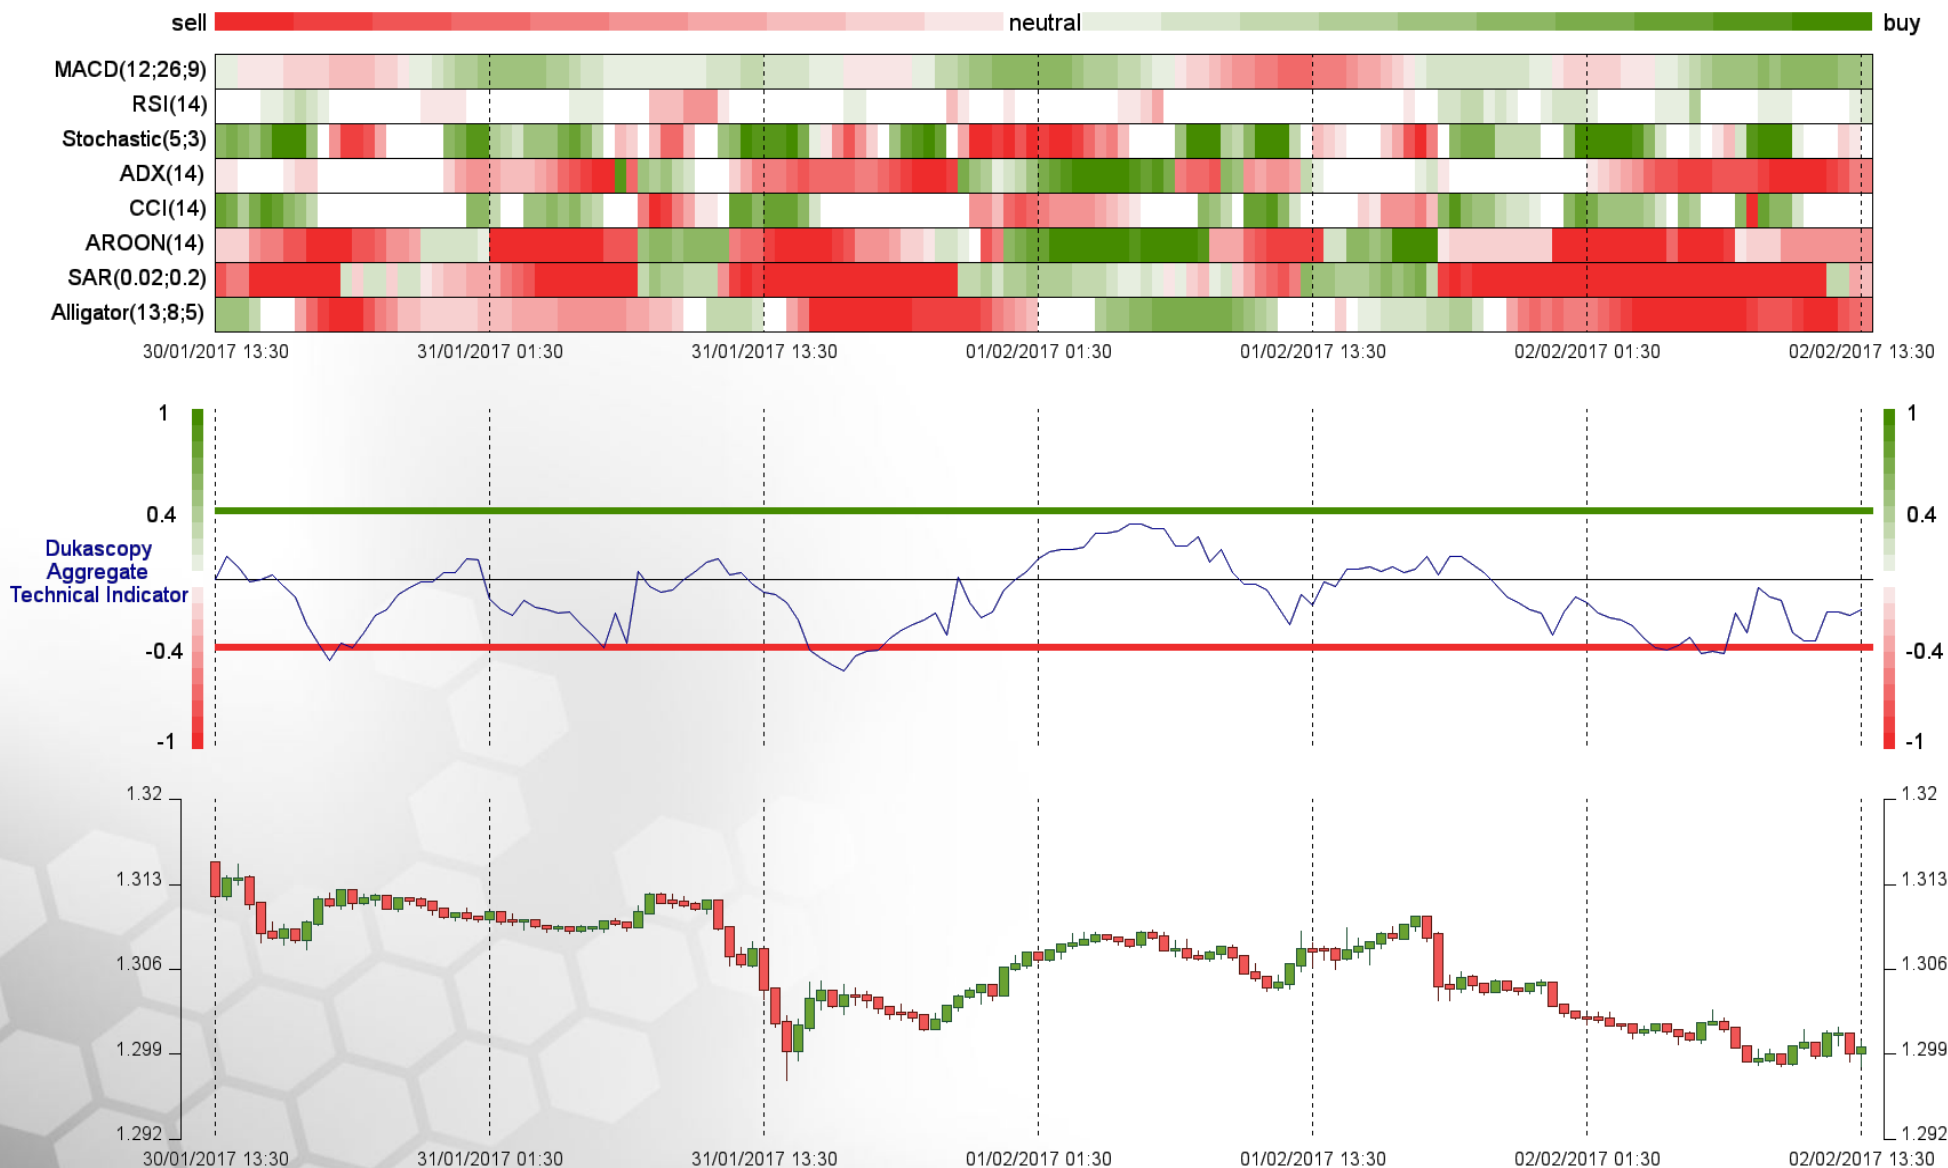 sell neutral buy
MACD(12;26;9)
RSI(14)
Stochastic(5;3)
ADX(14)
CCI(14)
AROON(14)
SAR(0.02;0.2)
Alligator(13;8;5)
30/01/2017 13:30 31/01/2017 01:30 31/01/2017 13:30 01/02/2017 01:30 01/02/2017 13:30 02/02/2017 01:30 02/02/2017 13:30
1 1
0.4 0.4
Dukascopy
Aggregate
Technical Indicator
-0.4 -0.4
-1 -1
1.32 1.32
1.313 1.313
1.306 1.306
1.299 1.299
1.292 1.292
30/01/2017 13:30 31/01/2017 01:30 31/01/2017 13:30 01/02/2017 01:30 01/02/2017 13:30 02/02/2017 01:30 02/02/2017 13:30